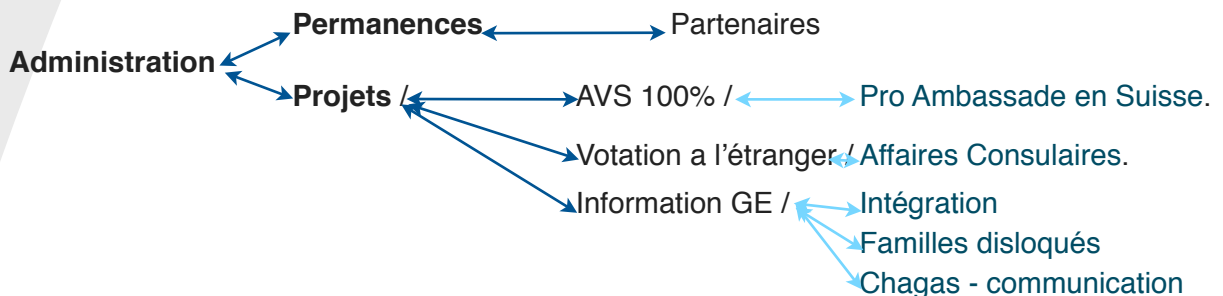 Permanences Partenaires
Administration
Projets / AVS 100% / Pro Ambassade en Suisse.
Votation a l'étranger / Affaires Consulaires.
Information GE / Intégration
Familles disloqués
Chagas - communication